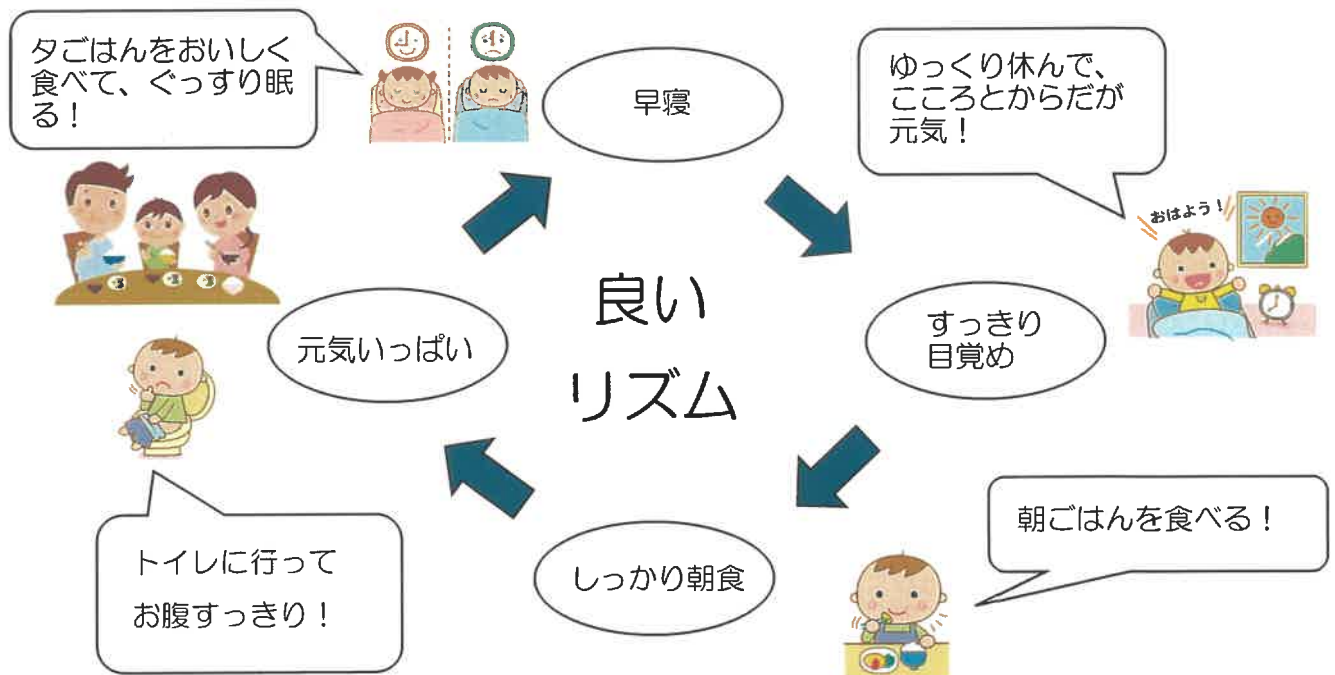 夕ごはんをおいしく
食べて、ぐっすり眠
る！
早寝
ゆっくり休んで、
こころとからだが
元気！
おはよう！
良い
リズム
元気いっぱい
すっきり
目覚め
朝ごはんを食べる！
しっかり朝食
トイレに行って
お腹すっきり！